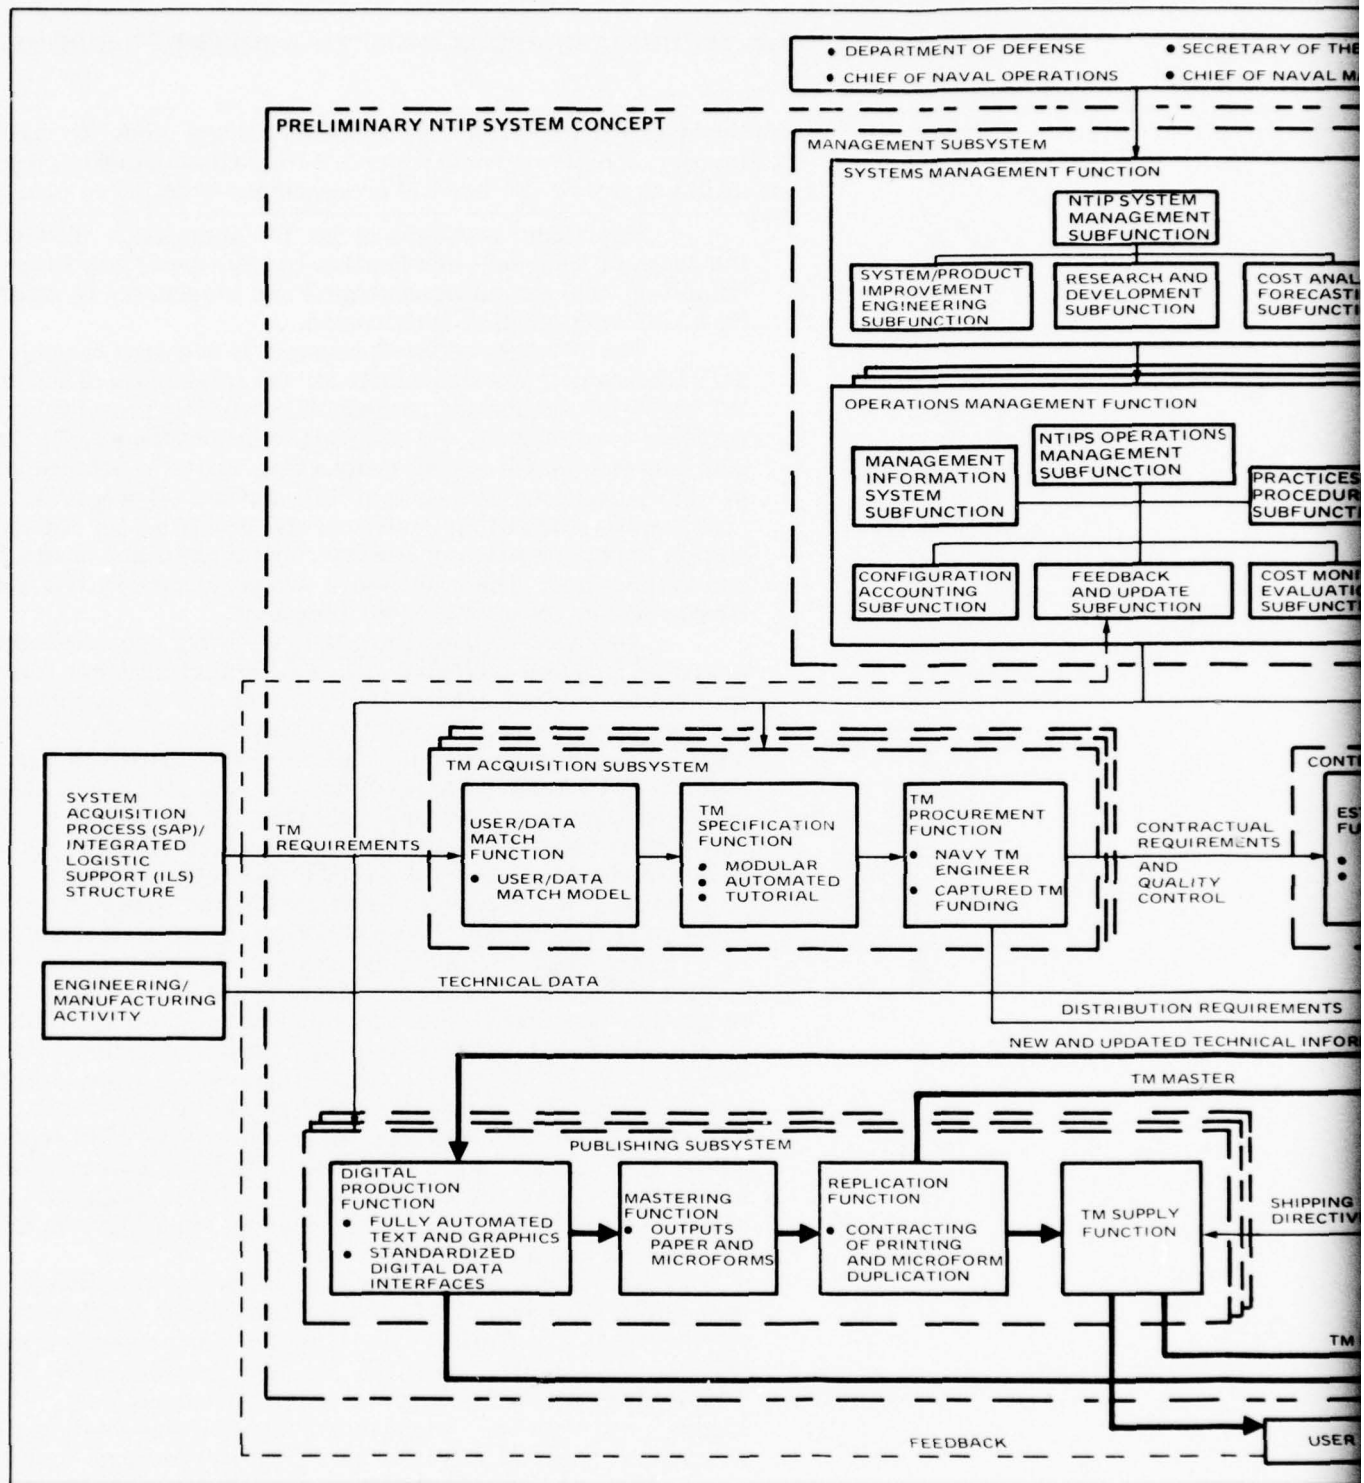 • DEPARTMENT OF DEFENSE
• SECRETARY OF THE
• CHIEF OF NAVAL OPERATIONS
• CHIEF OF NAVAL
PRELIMINARY NTIP SYSTEM CONCEPT
MANAGEMENT SUBSYSTEM
SYSTEMS MANAGEMENT FUNCTION
NTIP SYSTEM
MANAGEMENT
SUBFUNCTION
SYSTEM/PRODUCT
IMPROVEMENT
ENGINEERING
SUBFUNCTION
RESEARCH AND
DEVELOPMENT
SUBFUNCTION
COST
OPERATIONS MANAGEMENT FUNCTION
NTIPS OPERATIONS
MANAGEMENT
SUBFUNCTION
MANAGEMENT
INFORMATION
SYSTEM
SUBFUNCTION
PRACTICES
CONFIGURATION
ACCOUNTING
SUBFUNCTION
FEEDBACK
AND UPDATE
SUBFUNCTION
COST
SYSTEM
ACQUISITION
PROCESS (SAP)/
INTEGRATED
LOGISTIC
SUPPORT (ILS)
STRUCTURE
TM
REQUIREMENTS
TM ACQUISITION SUBSYSTEM
USER/DATA
MATCH
FUNCTION
• USER/DATA
MATCH MODEL
TM
SPECIFICATION
FUNCTION
• MODULAR
• AUTOMATED
• TUTORIAL
TM
PROCUREMENT
FUNCTION
• NAVY TM
ENGINEER
• CAPTURED TM
FUNDING
CONTRACTUAL
REQUIREMENTS
AND
QUALITY
CONTROL
ENGINEERING/
MANUFACTURING
ACTIVITY
TECHNICAL DATA
DISTRIBUTION REQUIREMENTS
NEW AND UPDATED TECHNICAL
TM MASTER
PUBLISHING SUBSYSTEM
DIGITAL
PRODUCTION
FUNCTION
• FULLY AUTOMATED
TEXT AND GRAPHICS
• STANDARDIZED
DIGITAL DATA
INTERFACES
MASTERING
FUNCTION
• OUTPUTS
PAPER AND
MICROFORMS
REPLICATION
FUNCTION
• CONTRACTING
OF PRINTING
AND MICROFORM
DUPLICATION
TM SUPPLY
FUNCTION
SHIPPING
TM
FEEDBACK
USER